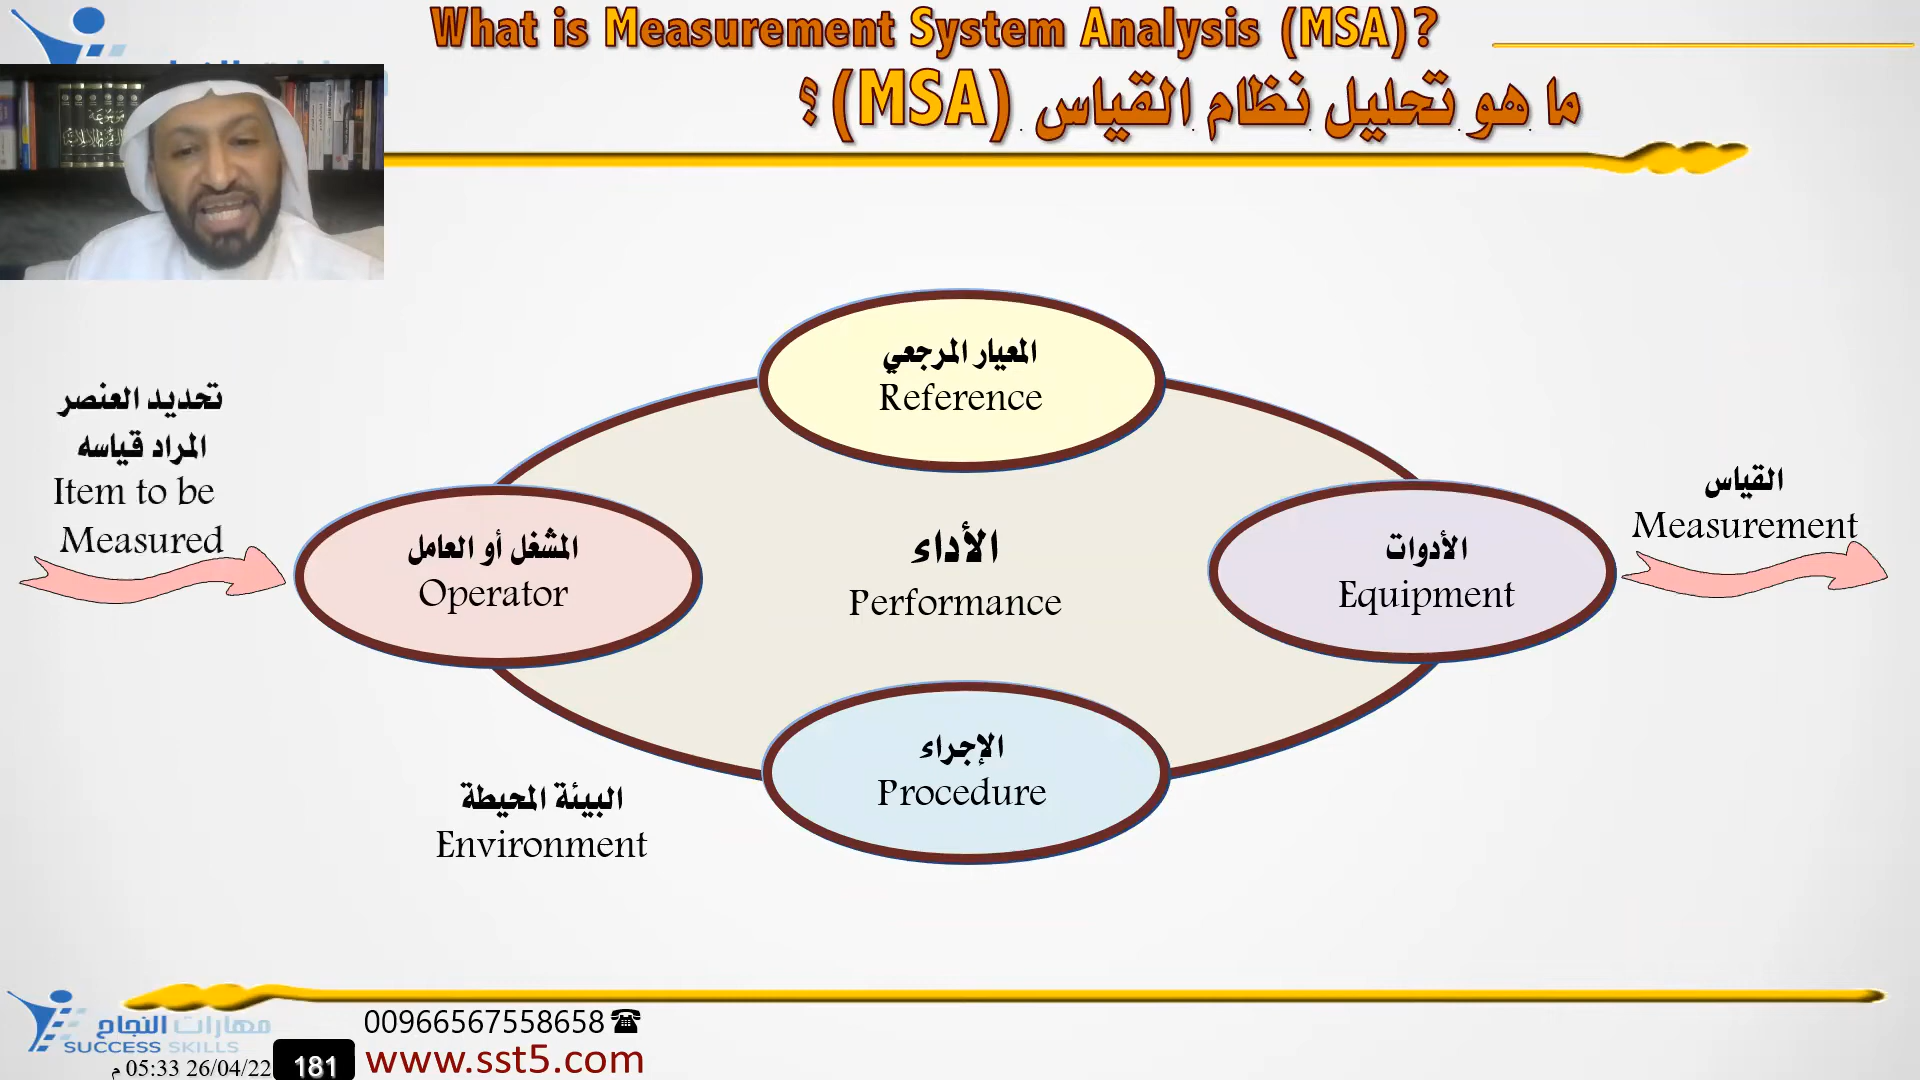 What is Measurement System Analysis (MSA)?
ما هو تحليل نظام القياس (MSA)؟
المعيار المرجعي
Reference
تحديد العنصر
المراد قياسه
Item to be
Measured
المشغل أو العامل
Operator
الأداء
Performance
الأدوات
Equipment
القياس
Measurement
الإجراء
Procedure
البيئة المحيطة
Environment
مهارات النجاح
SUCCESS SKILLS
00966567558658
www.sst5.com
26/04/22 05:33 م
181